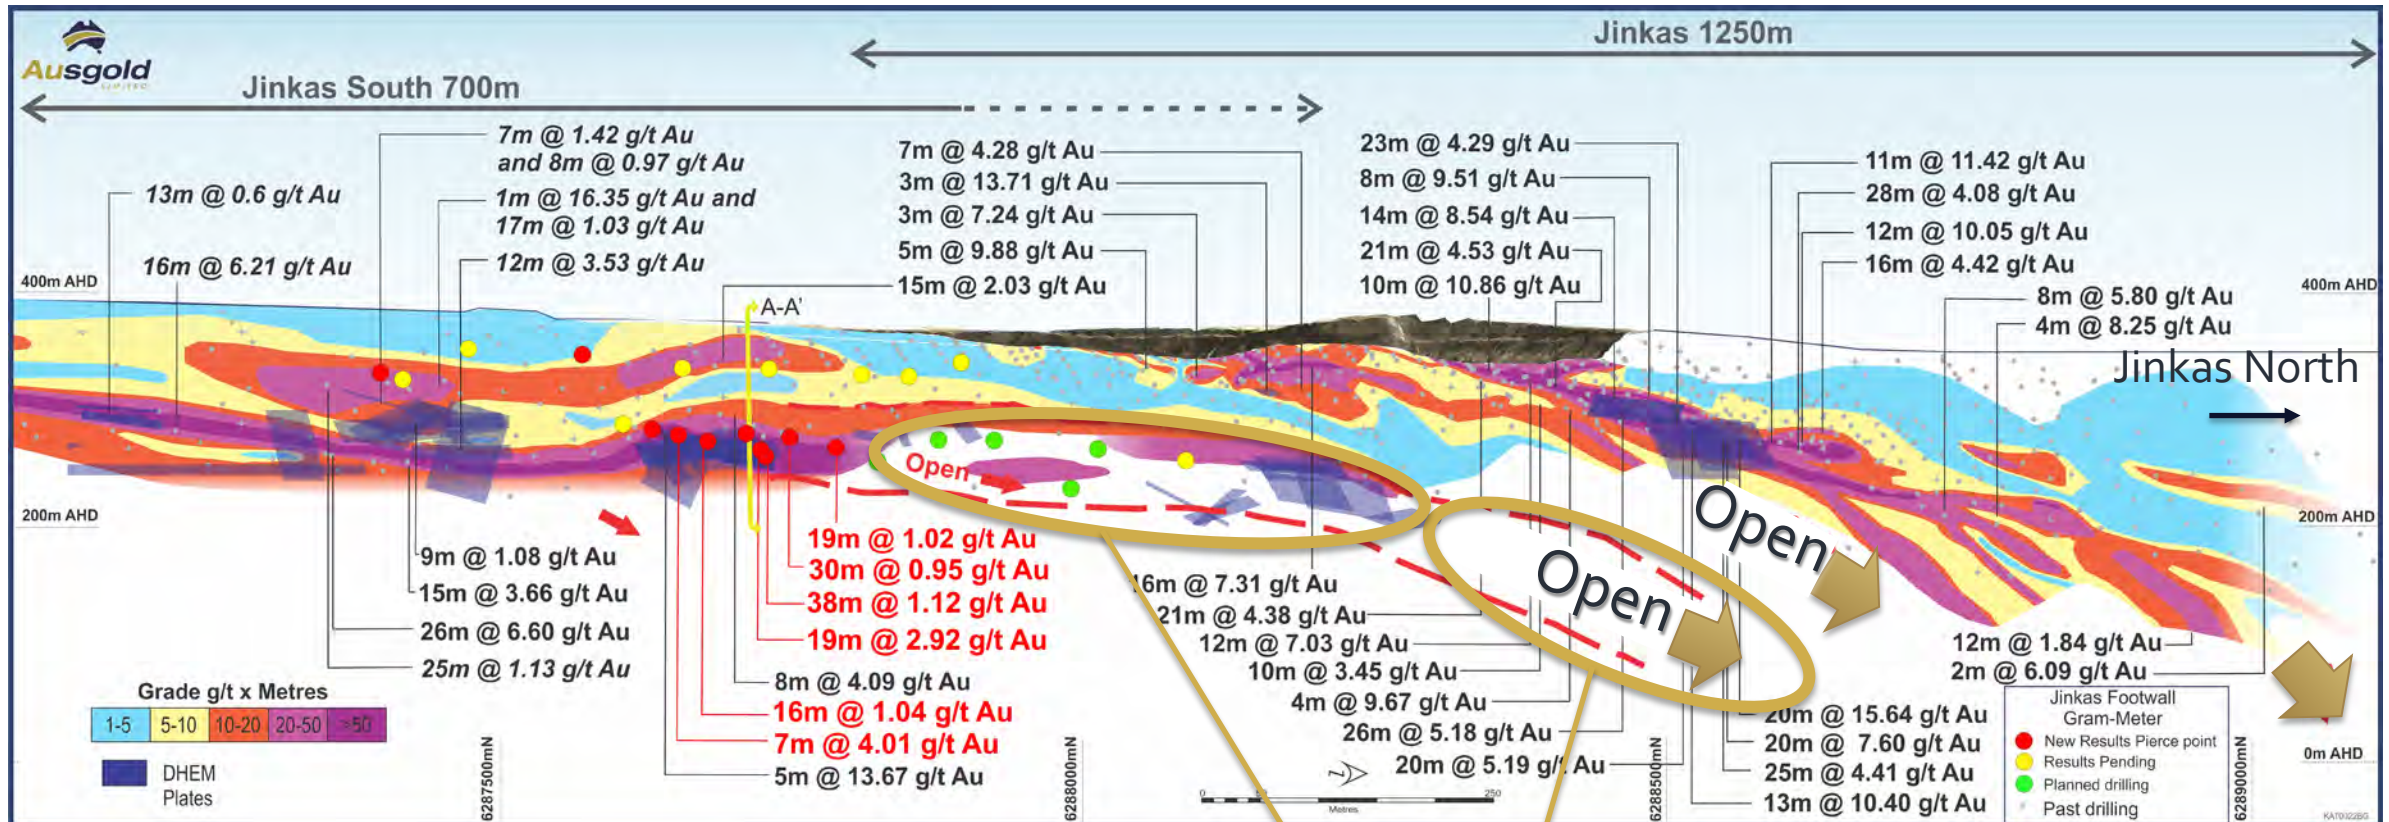 Ausgold
LIMITED
Jinkas 1250m
Jinkas South 700m
7m @ 1.42 g/t Au
and 8m @ 0.97 g/t Au
13m @ 0.6 g/t Au
1m @ 16.35 g/t Au and
17m @ 1.03 g/t Au
16m @ 6.21 g/t Au
12m @ 3.53 g/t Au
7m @ 4.28 g/t Au
3m @ 13.71 g/t Au
3m @ 7.24 g/t Au
5m @ 9.88 g/t Au
15m @ 2.03 g/t Au
23m @ 4.29 g/t Au
8m @ 9.51 g/t Au
14m @ 8.54 g/t Au
21m @ 4.53 g/t Au
10m @ 10.86 g/t Au
11m @ 11.42 g/t Au
28m @ 4.08 g/t Au
12m @ 10.05 g/t Au
16m @ 4.42 g/t Au
8m @ 5.80 g/t Au
4m @ 8.25 g/t Au
400m AHD
400m AHD
A-A'
Jinkas North
Open
Open
Open
200m AHD
200m AHD
9m @ 1.08 g/t Au
15m @ 3.66 g/t Au
26m @ 6.60 g/t Au
25m @ 1.13 g/t Au
19m @ 1.02 g/t Au
30m @ 0.95 g/t Au
38m @ 1.12 g/t Au
19m @ 2.92 g/t Au
8m @ 4.09 g/t Au
16m @ 1.04 g/t Au
7m @ 4.01 g/t Au
5m @ 13.67 g/t Au
16m @ 7.31 g/t Au
21m @ 4.38 g/t Au
12m @ 7.03 g/t Au
10m @ 3.45 g/t Au
4m @ 9.67 g/t Au
26m @ 5.18 g/t Au
20m @ 5.19 g/t Au
20m @ 15.64 g/t Au
20m @ 7.60 g/t Au
25m @ 4.41 g/t Au
13m @ 10.40 g/t Au
12m @ 1.84 g/t Au
2m @ 6.09 g/t Au
Grade g/t x Metres
1-5 5-10 10-20 20-50 >50
DHEM
Plates
6287500mN
6288000mN
6288500mN
6289000mN
0 250
Metres
Jinkas Footwall
Gram-Meter
New Results Pierce point
Results Pending
Planned drilling
Past drilling
0m AHD